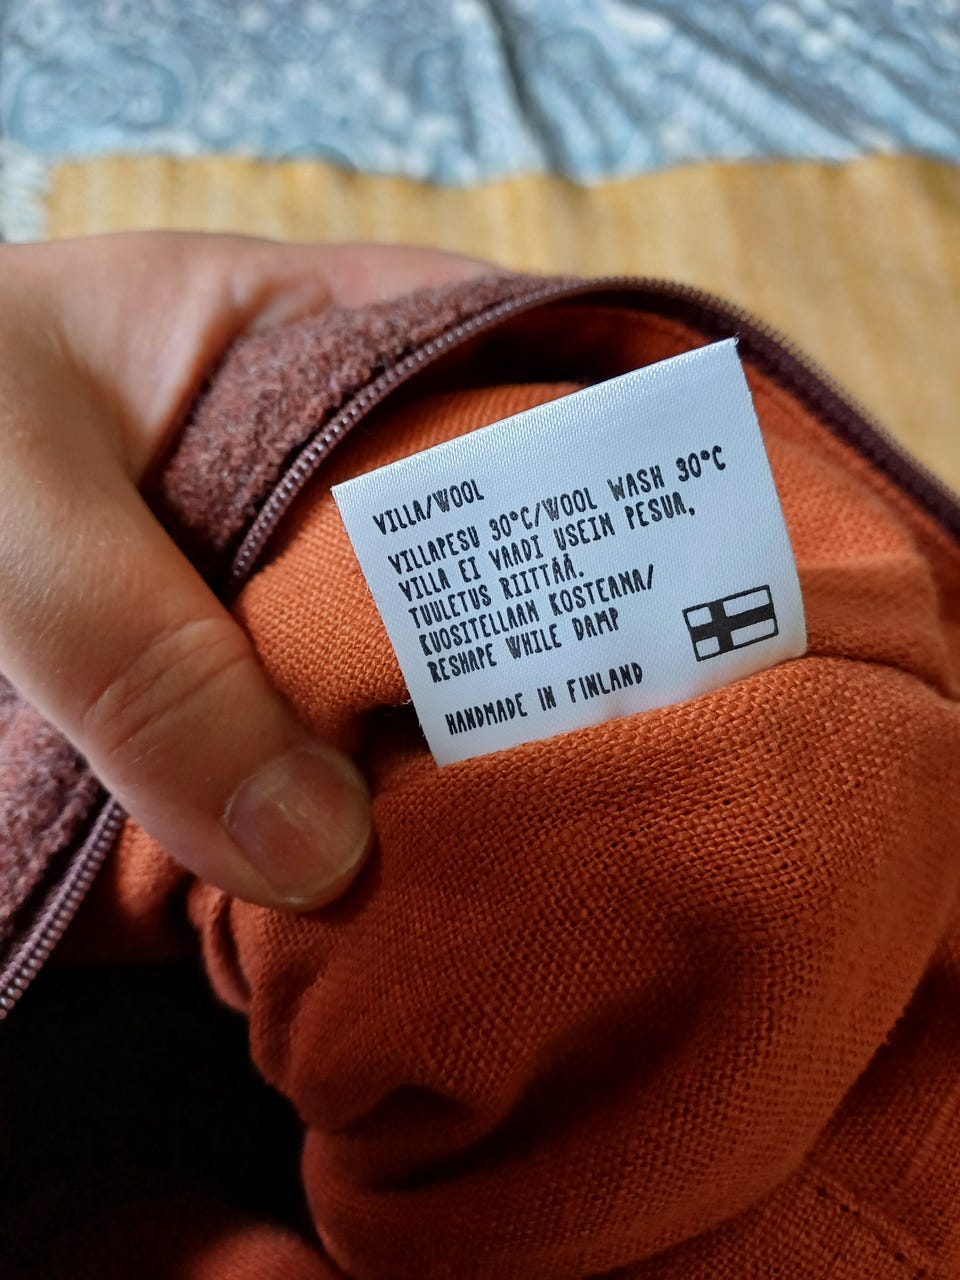 VILLA/WOOL
VILLAPESU 30°C/WOOL WASH 30°C
VILLA EI VAADI USEIN PESUA,
TUULETUS RIITTÄÄ.
KUOSITELLAAN KOSTEANA/
RESHAPE WHILE DAMP
HANDMADE IN FINLAND